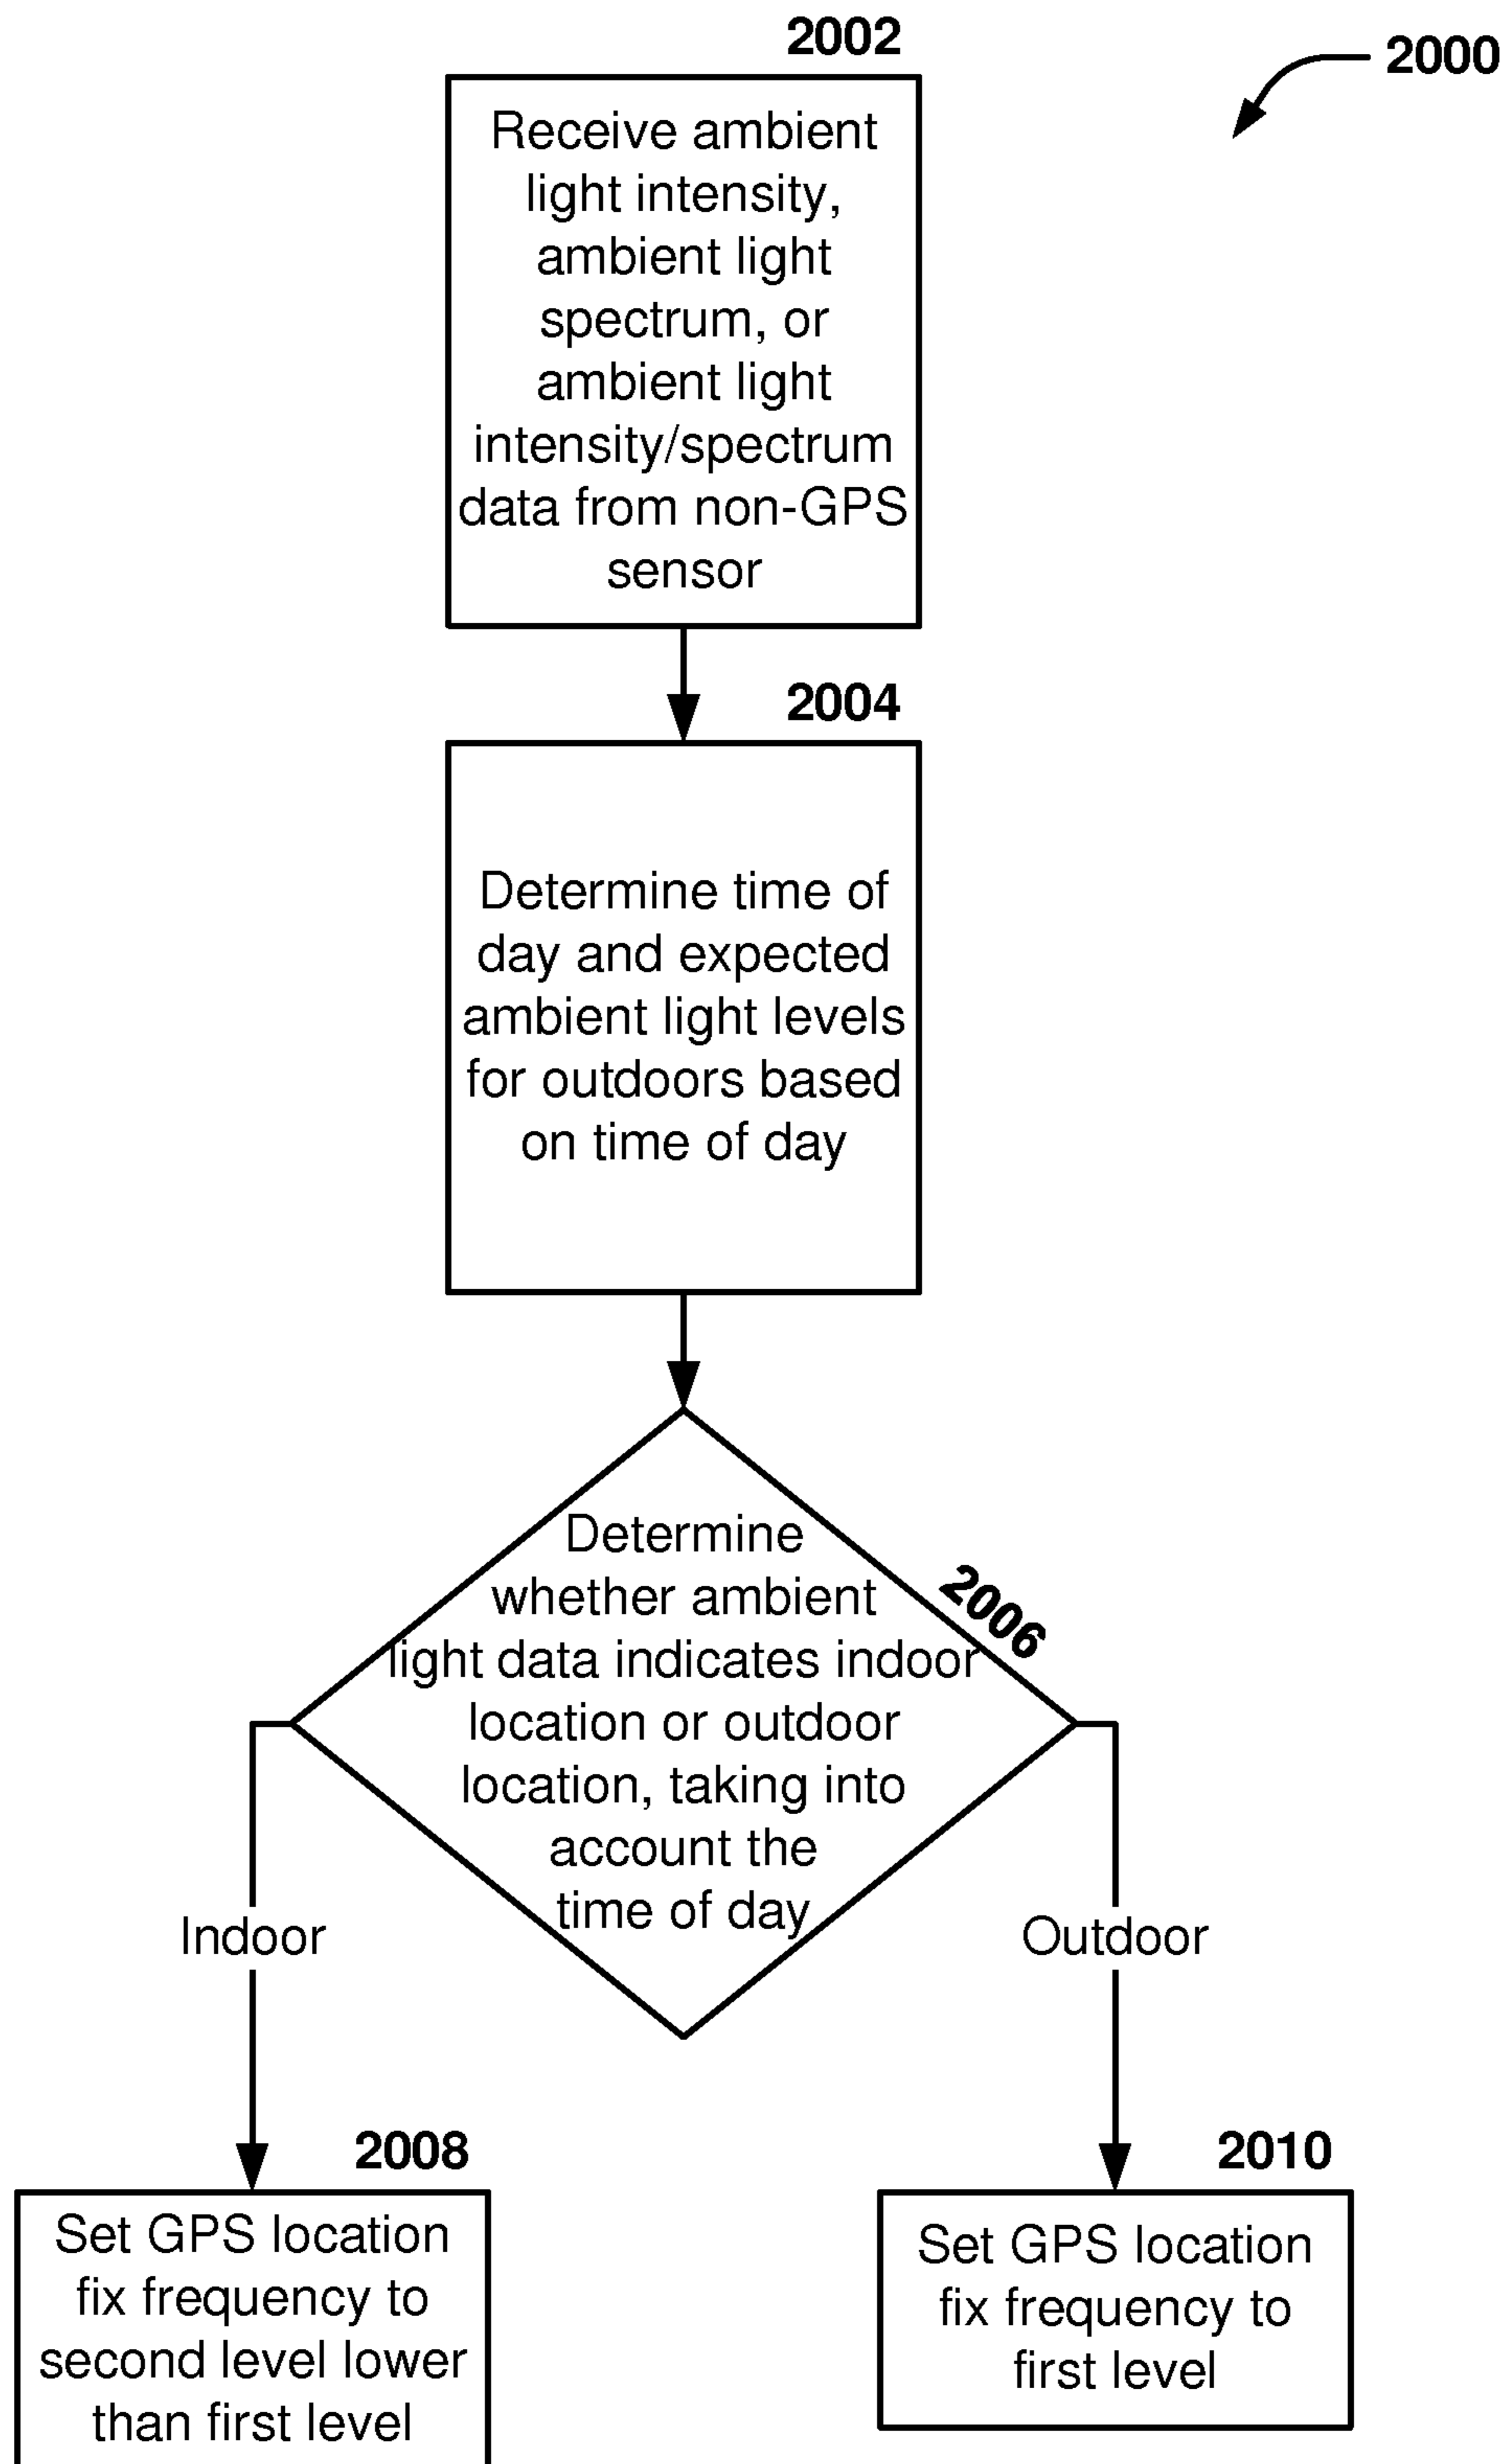 2002
2000
Receive ambient
light intensity,
ambient light
spectrum, or
ambient light
intensity/spectrum
data from non-GPS
sensor
2004
Determine time of
day and expected
ambient light levels
for outdoors based
on time of day
2006
Determine
whether ambient
light data indicates indoor
location or outdoor
location, taking into
account the
time of day
Indoor
Outdoor
2008
Set GPS location
fix frequency to
second level lower
than first level
2010
Set GPS location
fix frequency to
first level